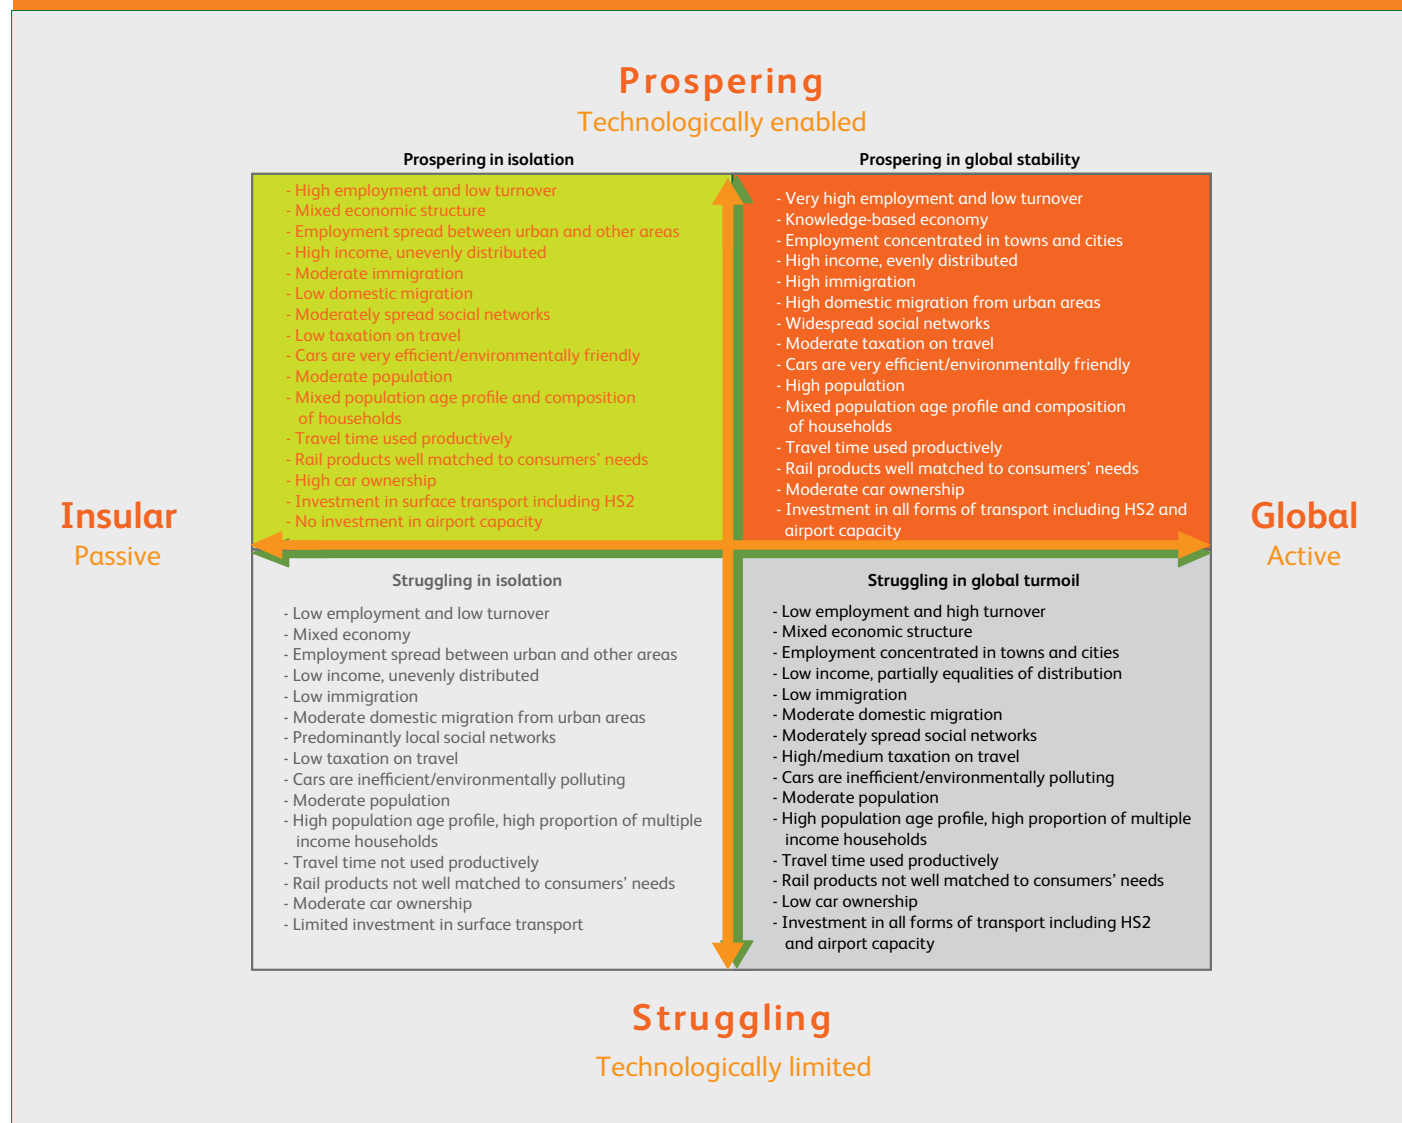 Prospering
Technologically enabled
Prospering in isolation
- High employment and low turnover
- Mixed economic structure
- Employment spread between urban and other areas
- High income, unevenly distributed
- Moderate immigration
- Low domestic migration
- Moderately spread social networks
- Low taxation on travel
- Cars are very efficient/environmentally friendly
- Moderate population
- Mixed population age profile and composition
of households
- Travel time used productively
- Rail products well matched to consumers’ needs
- High car ownership
- Investment in surface transport including HS2
- No investment in airport capacity
Prospering in global stability
- Very high employment and low turnover
- Knowledge-based economy
- Employment concentrated in towns and cities
- High income, evenly distributed
- High immigration
- High domestic migration from urban areas
- Widespread social networks
- Moderate taxation on travel
- Cars are very efficient/environmentally friendly
- High population
- Mixed population age profile and composition
of households
- Travel time used productively
- Rail products well matched to consumers’ needs
- Moderate car ownership
- Investment in all forms of transport including HS2 and
airport capacity
Insular
Passive
Global
Active
Struggling in isolation
- Low employment and low turnover
- Mixed economy
- Employment spread between urban and other areas
- Low income, unevenly distributed
- Low immigration
- Moderate domestic migration from urban areas
- Predominantly local social networks
- Low taxation on travel
- Cars are inefficient/environmentally polluting
- Moderate population
- High population age profile, high proportion of multiple
income households
- Travel time not used productively
- Rail products not well matched to consumers’ needs
- Moderate car ownership
- Limited investment in surface transport
Struggling in global turmoil
- Low employment and high turnover
- Mixed economic structure
- Employment concentrated in towns and cities
- Low income, partially equalities of distribution
- Low immigration
- Moderate domestic migration
- Moderately spread social networks
- High/medium taxation on travel
- Cars are inefficient/environmentally polluting
- Moderate population
- High population age profile, high proportion of multiple
income households
- Travel time used productively
- Rail products not well matched to consumers’ needs
- Low car ownership
- Investment in all forms of transport including HS2
and airport capacity
Struggling
Technologically limited